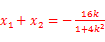 x₁ + x₂ = −16k/(1+4k²)